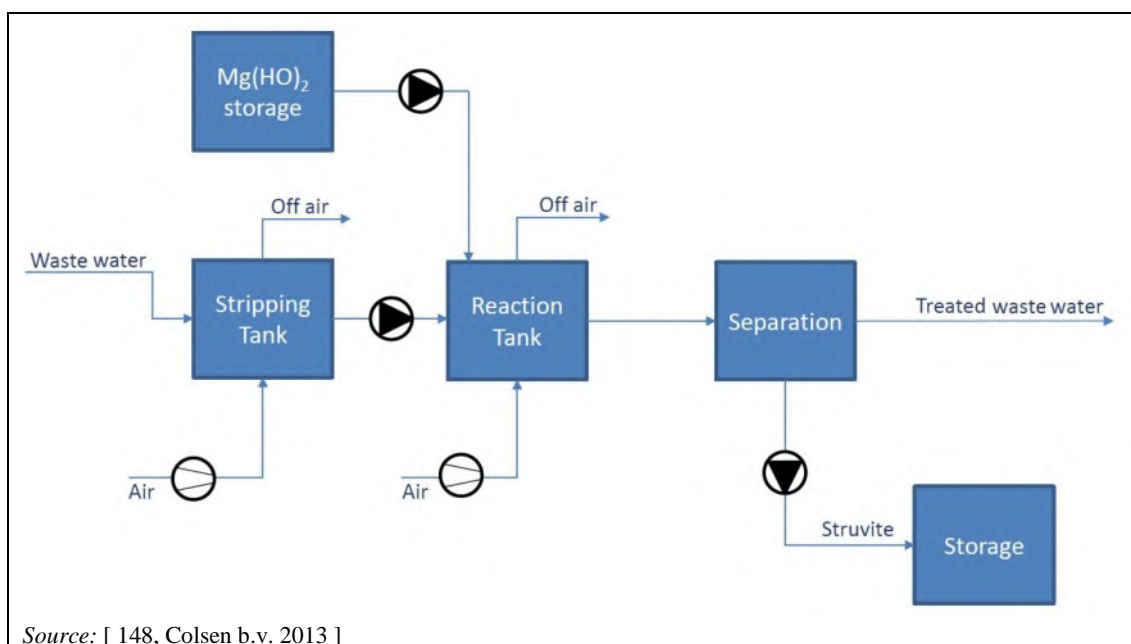 Mg(HO)₂
storage
Off air
Off air
Waste water
Stripping
Tank
Reaction
Tank
Separation
Treated waste water
Air
Air
Struvite
Storage
Source: [ 148, Colsen b.v. 2013 ]